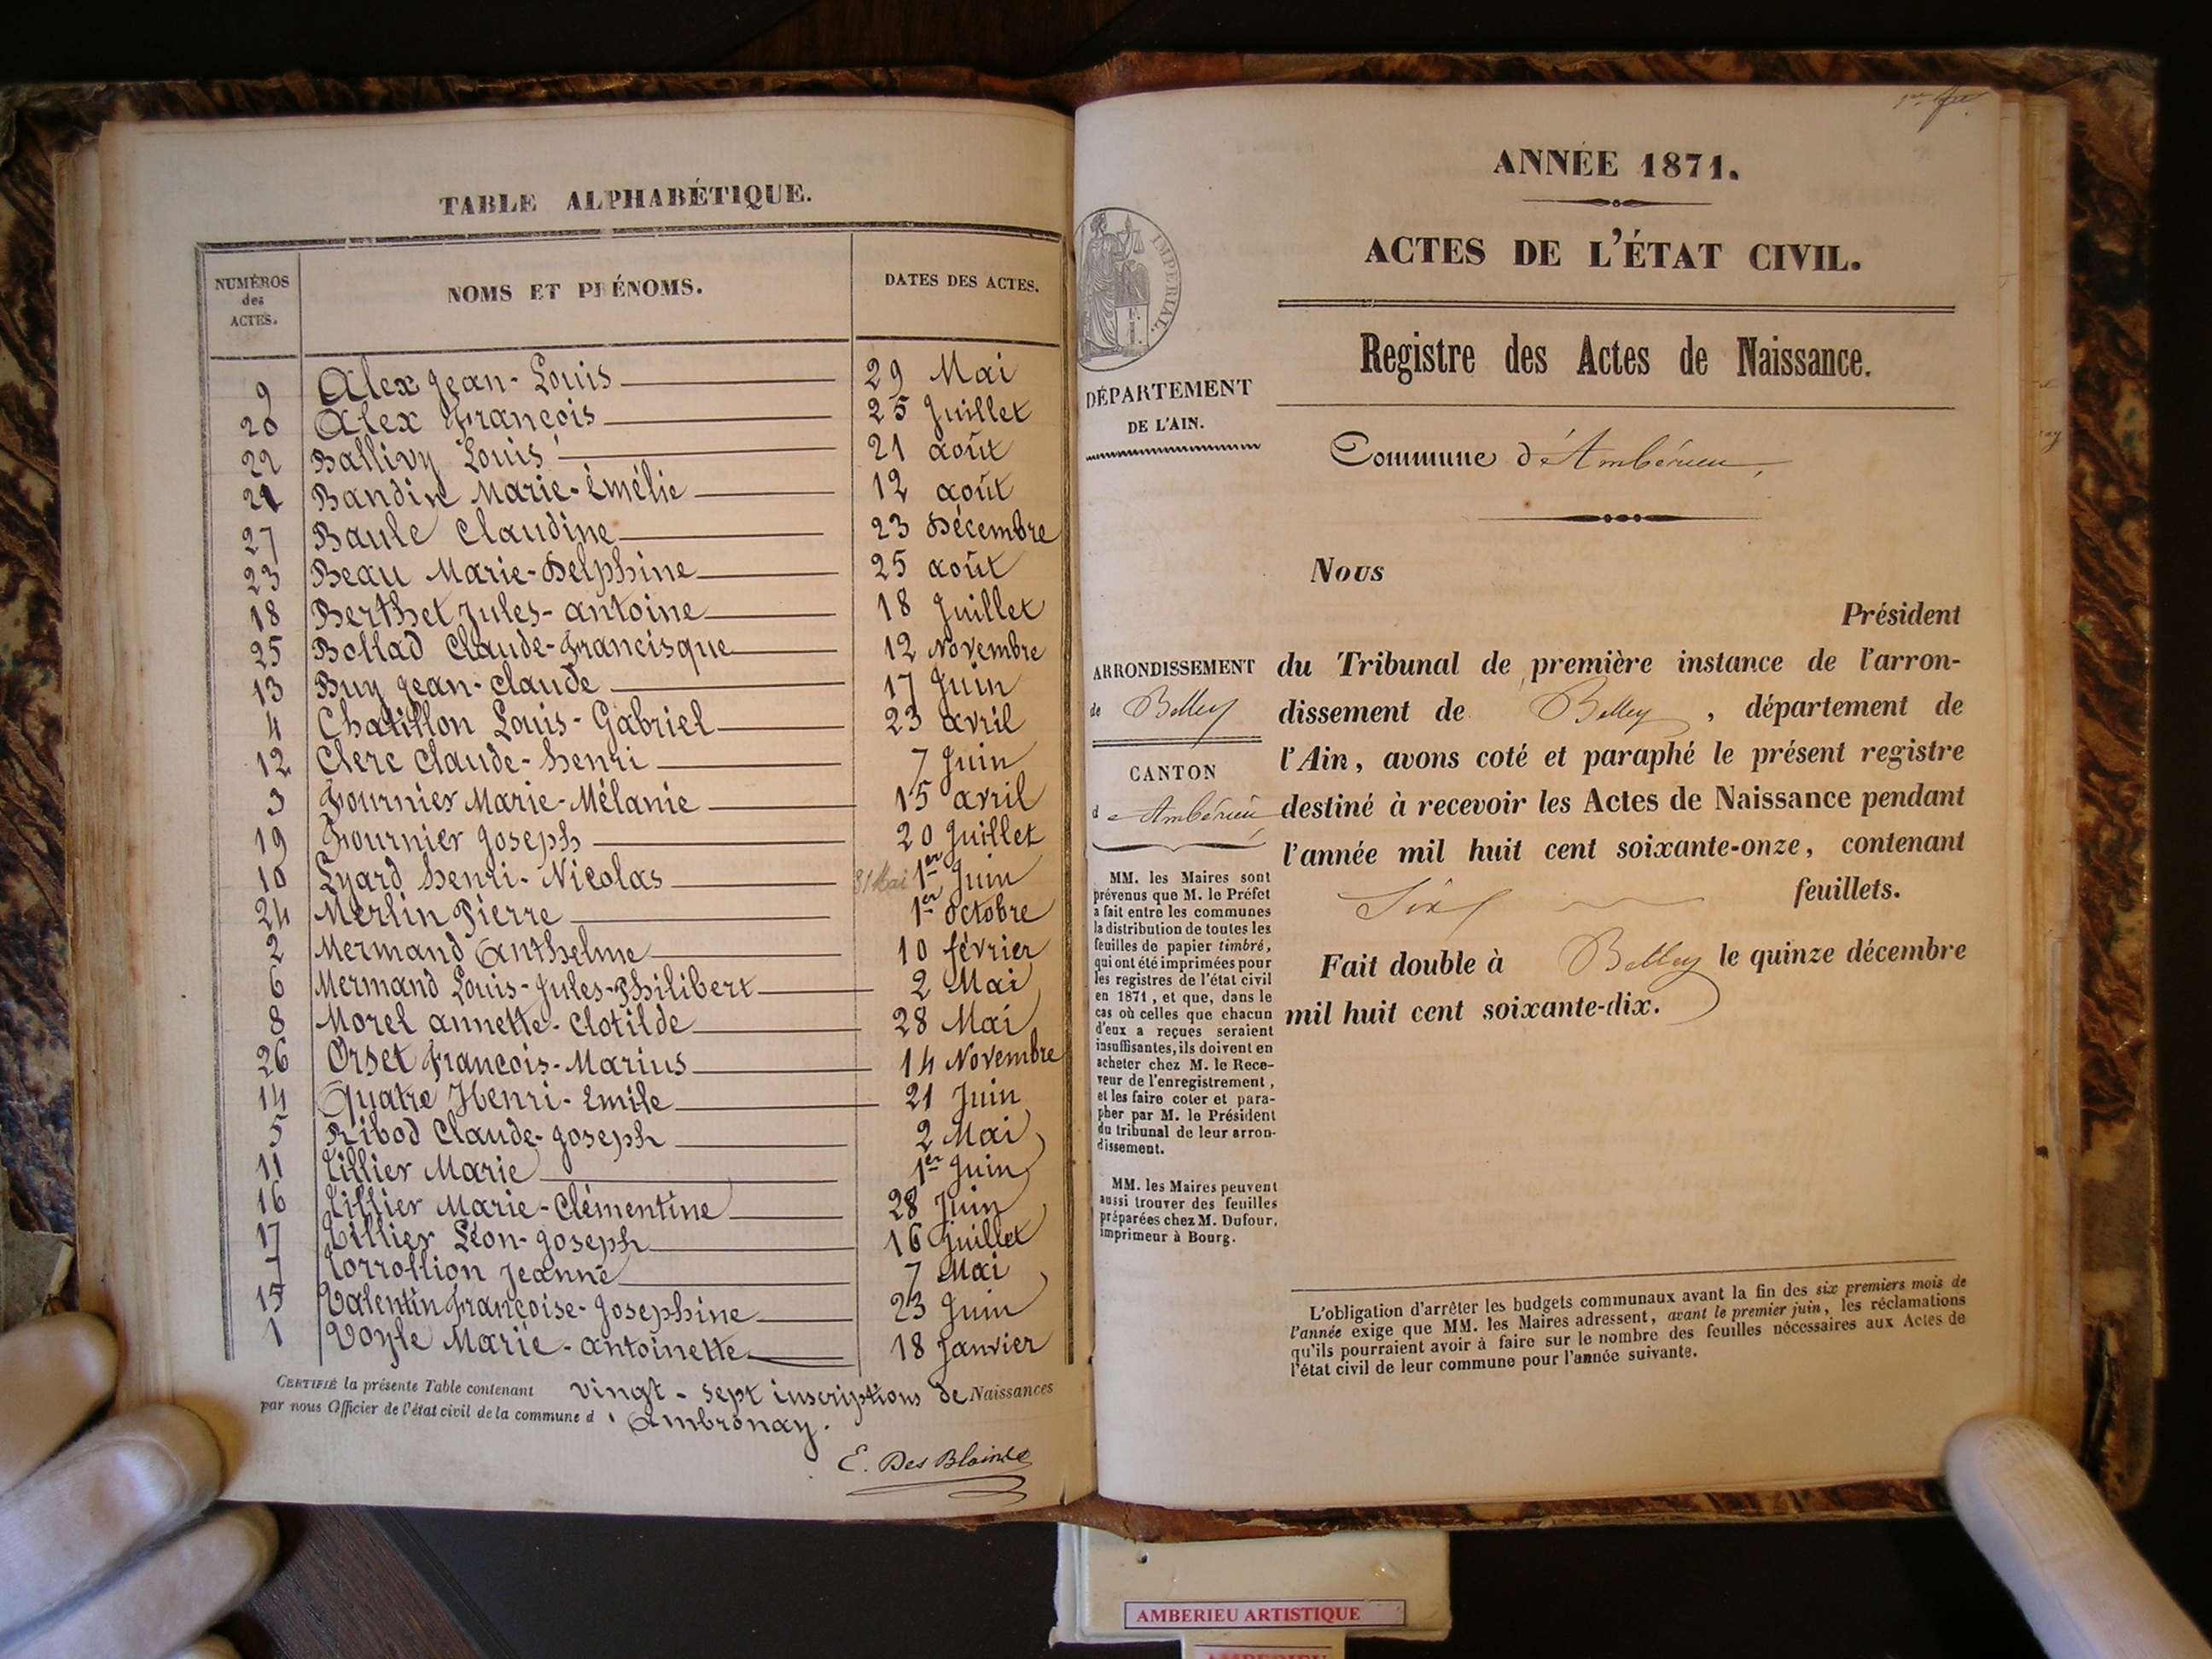 TABLE ALPHABÉTIQUE.
NUMÉROS des ACTES. NOMS ET PRÉNOMS. DATES DES ACTES.
9 Alex Jean-Louis 29 Mai
20 Alex François 25 Juillet
22 Ballivy Louis 21 août
21 Bandin Marie-Émélie 12 août
27 Baule Claudine 23 Décembre
23 Beau Marie-Delphine 25 août
18 Berthet Jules-antoine 18 Juillet
25 Bollad Claude-Francisque 12 Novembre
13 Buy Jean-Claude 17 Juin
4 Chatillon Louis-Gabriel 23 avril
12 Clerc Claude-henri 7 Juin
3 Fournier Marie-Mélanie 15 avril
19 Fournier Joseph 20 Juillet
10 Lyard henri-Nicolas 31 Mai 1er Juin
24 Merlin Pierre 1er octobre
2 Mermand Anthelme 10 février
6 Mermand Louis-Jules-Philibert 2 Mai
8 Morel annette-Clotilde 28 Mai
26 Orset François-Marius 14 Novembre
14 Quatre Henri-Emile 21 Juin
5 Ribod Claude-Joseph 2 Mai
11 Tillier Marie 1er Juin
16 Tillier Marie-Clémentine 28 Juin
17 Tillier Léon-Joseph 16 Juillet
7 Torrollion Jeanne 7 Mai
15 Valentin Françoise-Josephine 23 Juin
1 Voyle Marie-antoinette 18 Janvier
CERTIFIÉ la présente Table contenant vingt-sept inscriptions de Naissances
par nous Officier de l'état civil de la commune d'Ambronay.
E. Des Blains
ANNÉE 1871.
ACTES DE L'ÉTAT CIVIL.
IMPERIAL.
Registre des Actes de Naissance.
DÉPARTEMENT
DE L'AIN.
Commune d'Ambérieu,
Nous
Président
du Tribunal de première instance de l'arron-
dissement de Belley, département de
l'Ain, avons coté et paraphé le présent registre
destiné à recevoir les Actes de Naissance pendant
l'année mil huit cent soixante-onze, contenant
Six feuillets.
Fait double à Belley le quinze décembre
mil huit cent soixante-dix.
ARRONDISSEMENT
de Belley
CANTON
d'Ambérieu
MM. les Maires sont
prévenus que M. le Préfet
a fait entre les communes
la distribution de toutes les
feuilles de papier timbré,
qui ont été imprimées pour
les registres de l'état civil
en 1871, et que, dans le
cas où celles que chacun
d'eux a reçues seraient
insuffisantes, ils doivent en
acheter chez M. le Rece-
veur de l'enregistrement,
et les faire coter et para-
pher par M. le Président
du tribunal de leur arron-
dissement.
MM. les Maires peuvent
aussi trouver des feuilles
préparées chez M. Dufour,
imprimeur à Bourg.
L'obligation d'arrêter les budgets communaux avant la fin des six premiers mois de
l'année exige que MM. les Maires adressent, avant le premier juin, les réclamations
qu'ils pourraient avoir à faire sur le nombre des feuilles nécessaires aux Actes de
l'état civil de leur commune pour l'année suivante.
AMBERIEU ARTISTIQUE
AMBERIEU